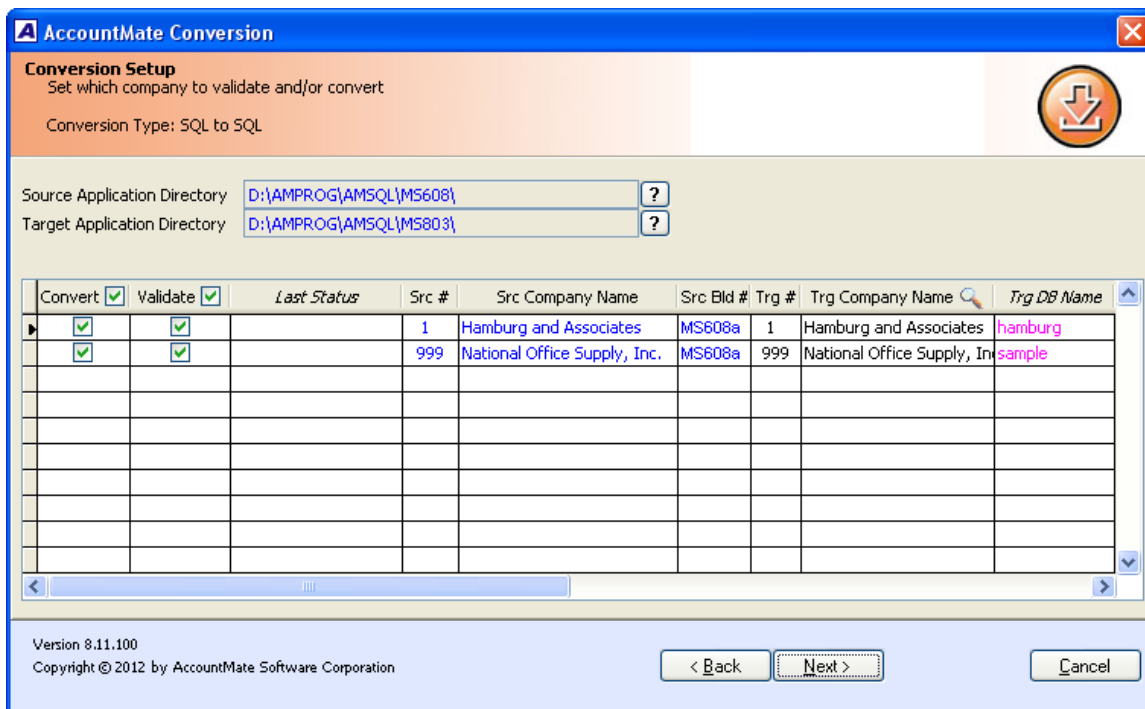 AccountMate Conversion
Conversion Setup
Set which company to validate and/or convert
Conversion Type: SQL to SQL
Source Application Directory D:\AMPROG\AMSQL\MS608\ ?
Target Application Directory D:\AMPROG\AMSQL\MS803\ ?
Convert Validate Last Status Src # Src Company Name Src Bld # Trg # Trg Company Name Trg DB Name
1 Hamburg and Associates MS608a 1 Hamburg and Associates hamburg
999 National Office Supply, Inc. MS608a 999 National Office Supply, In sample
Version 8.11.100
Copyright © 2012 by AccountMate Software Corporation
< Back Next > Cancel